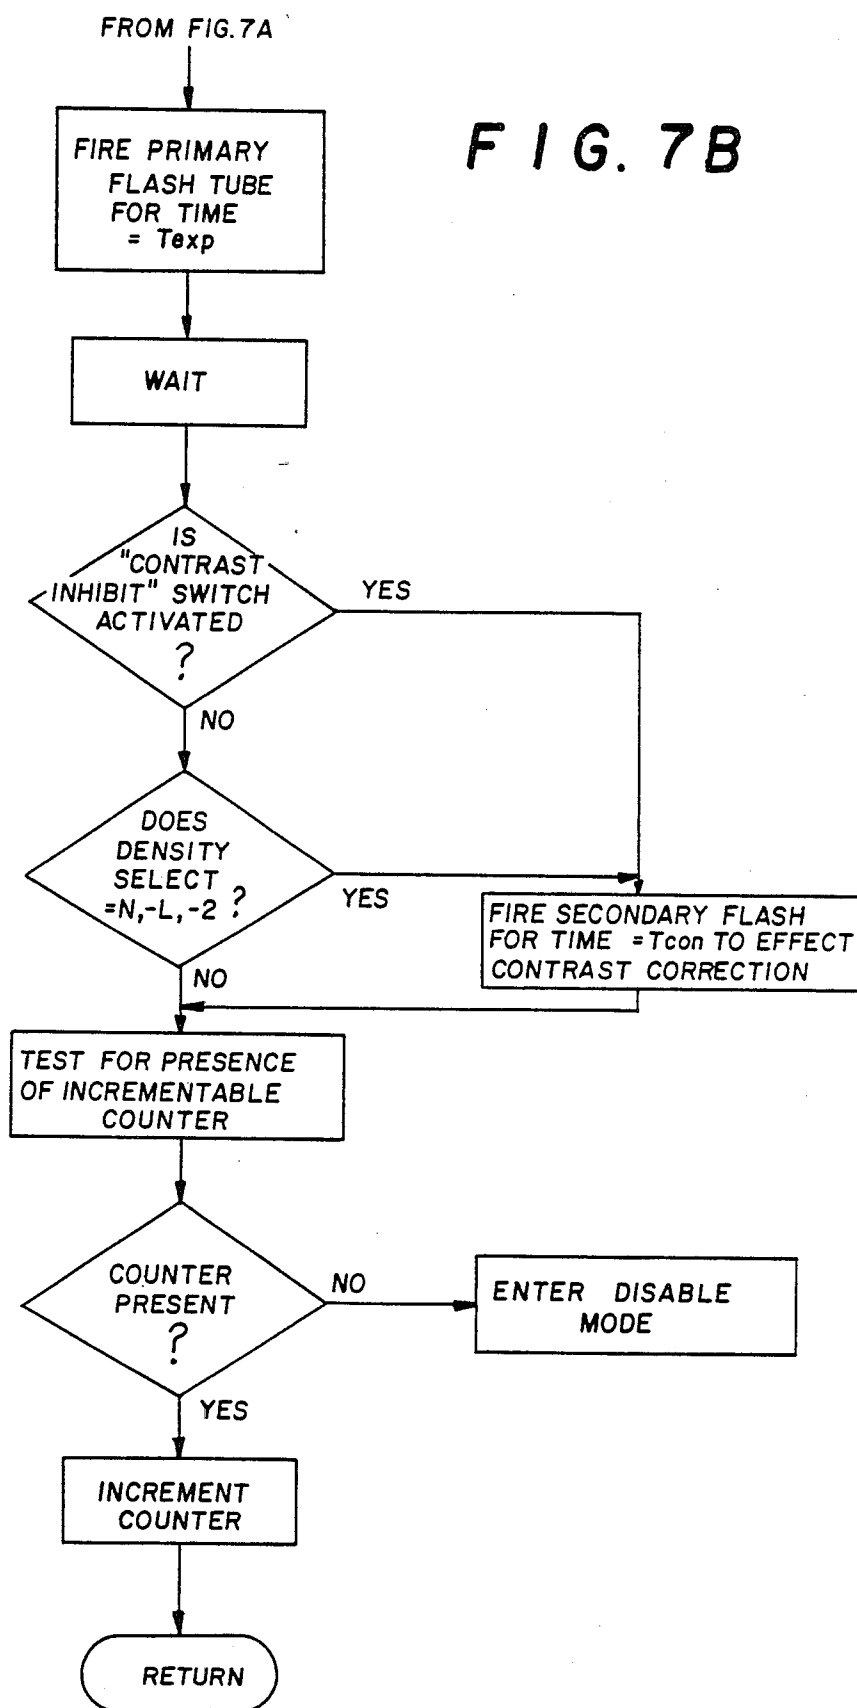 FROM FIG. 7A
FIG. 7B
FIRE PRIMARY
FLASH TUBE
FOR TIME
= Texp
WAIT
IS
"CONTRAST
INHIBIT" SWITCH
ACTIVATED
?
YES
NO
DOES
DENSITY
SELECT
=N,-L,-2 ?
YES
NO
FIRE SECONDARY FLASH
FOR TIME =Tcon TO EFFECT
CONTRAST CORRECTION
TEST FOR PRESENCE
OF INCREMENTABLE
COUNTER
COUNTER
PRESENT
?
NO
ENTER DISABLE
MODE
YES
INCREMENT
COUNTER
RETURN